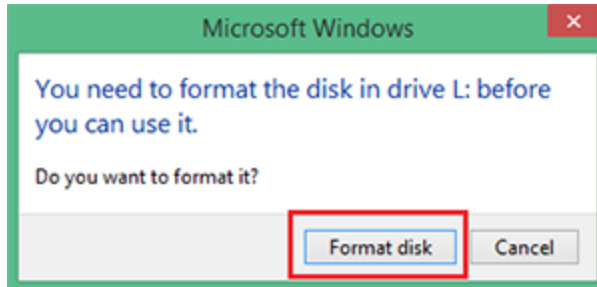 Microsoft Windows
You need to format the disk in drive L: before
you can use it.
Do you want to format it?
Format disk Cancel